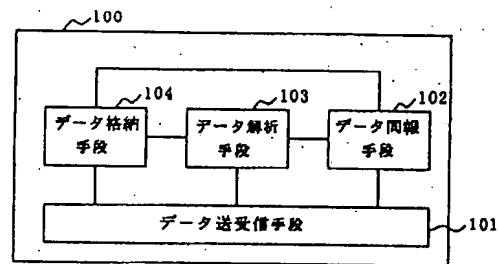 100
104
103
102
データ格納
手段
データ解析
手段
データ同報
手段
データ送受信手段
101